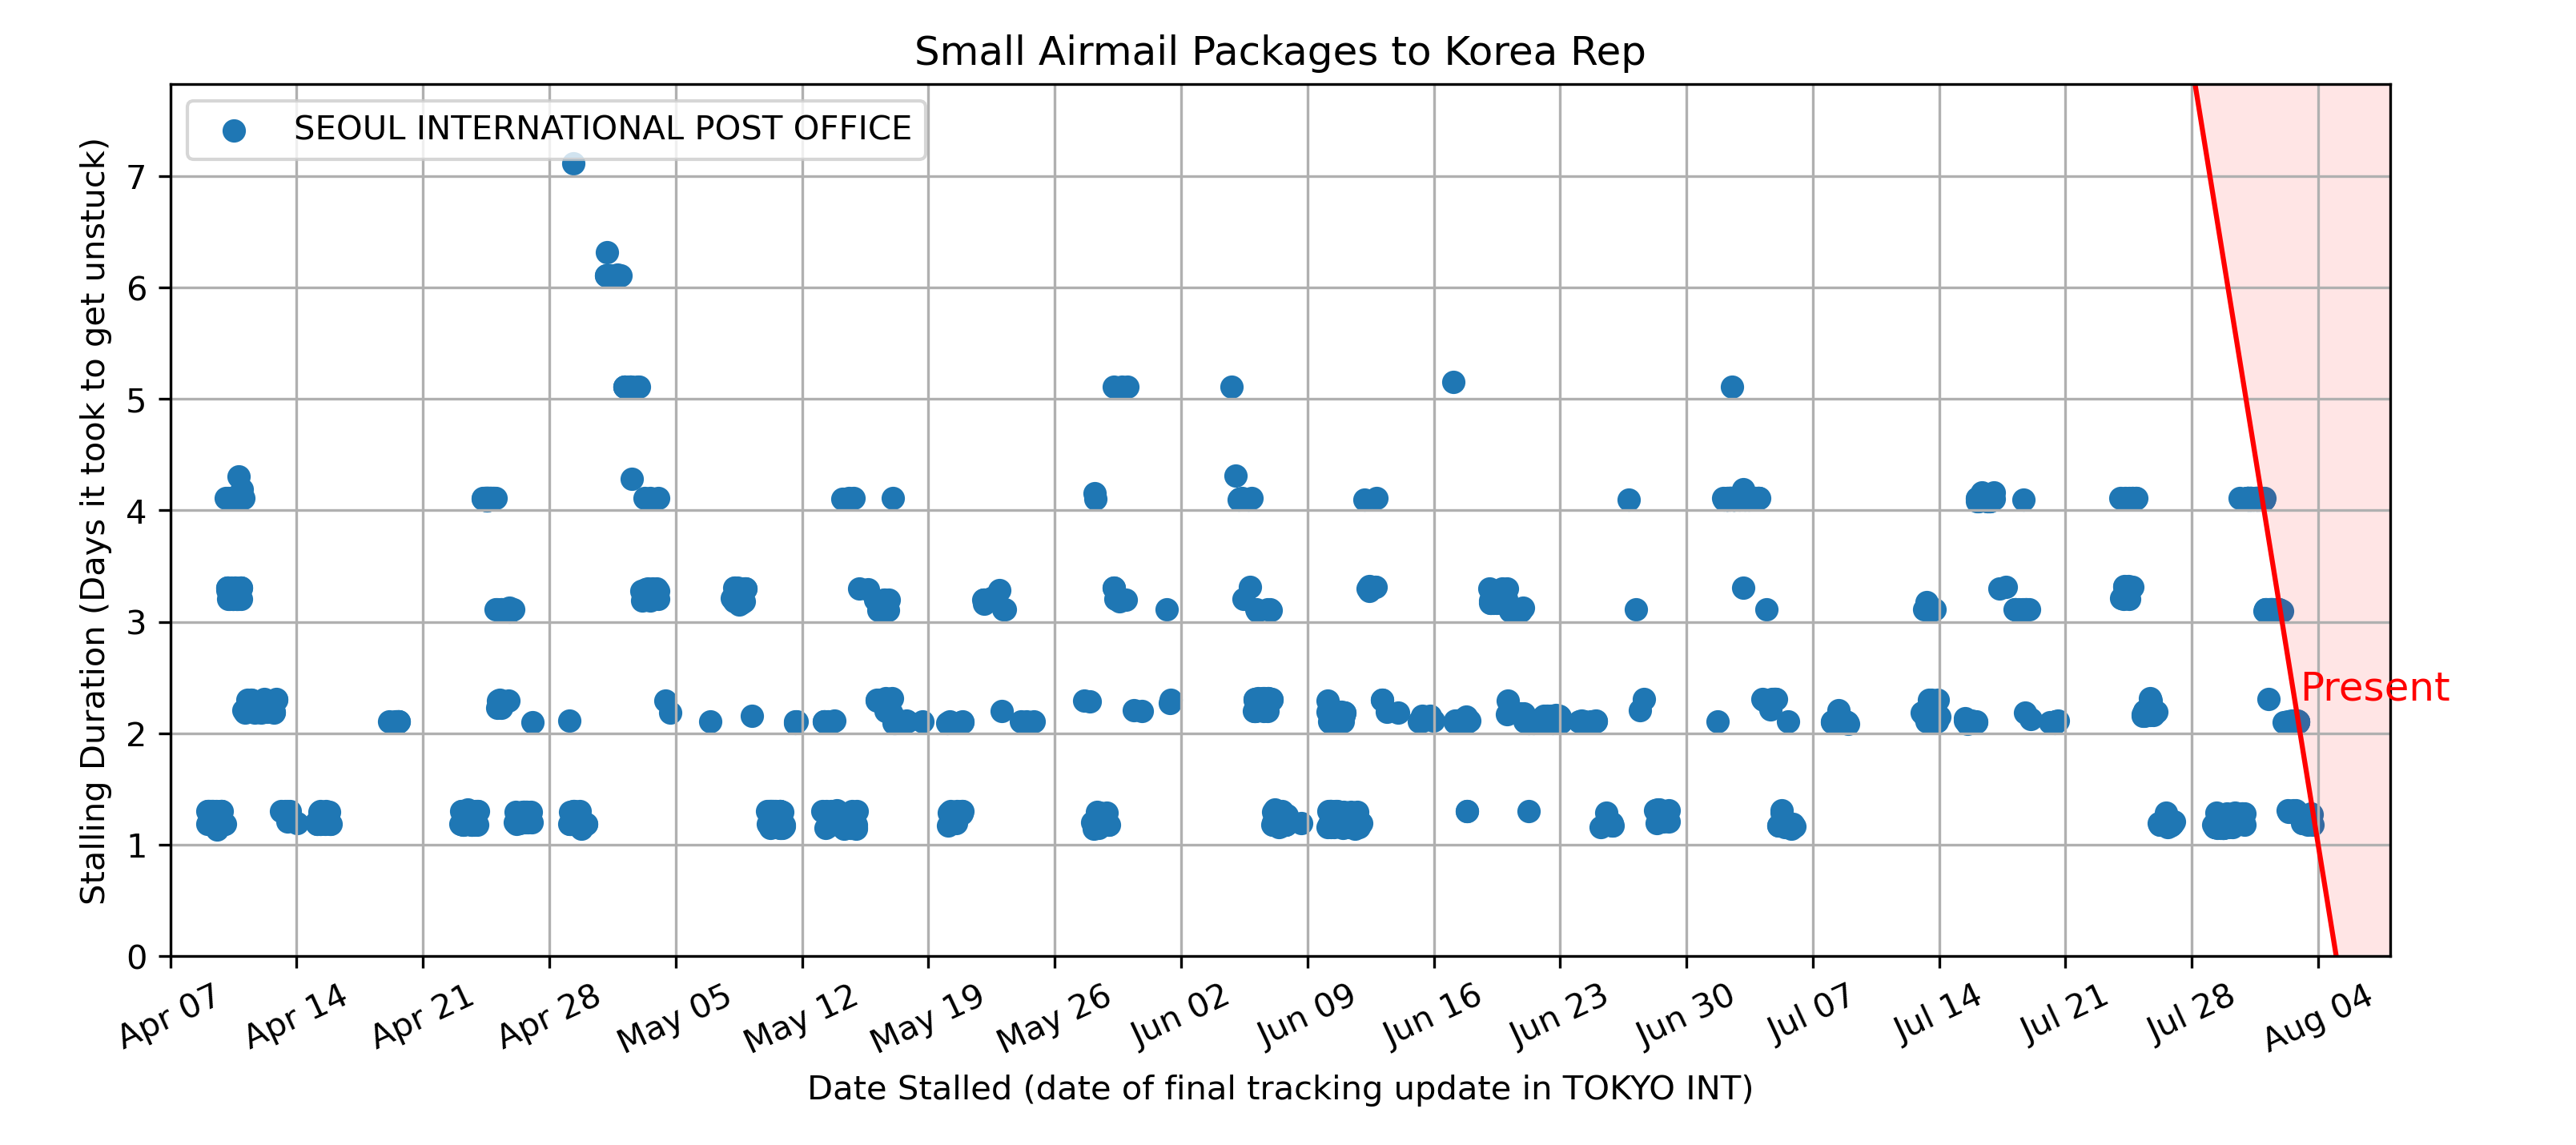 Small Airmail Packages to Korea Rep
SEOUL INTERNATIONAL POST OFFICE
Stalling Duration (Days it took to get unstuck)
7
6
5
4
3
2
1
0
Present
Apr 07
Apr 14
Apr 21
Apr 28
May 05
May 12
May 19
May 26
Jun 02
Jun 09
Jun 16
Jun 23
Jun 30
Jul 07
Jul 14
Jul 21
Jul 28
Aug 04
Date Stalled (date of final tracking update in TOKYO INT)